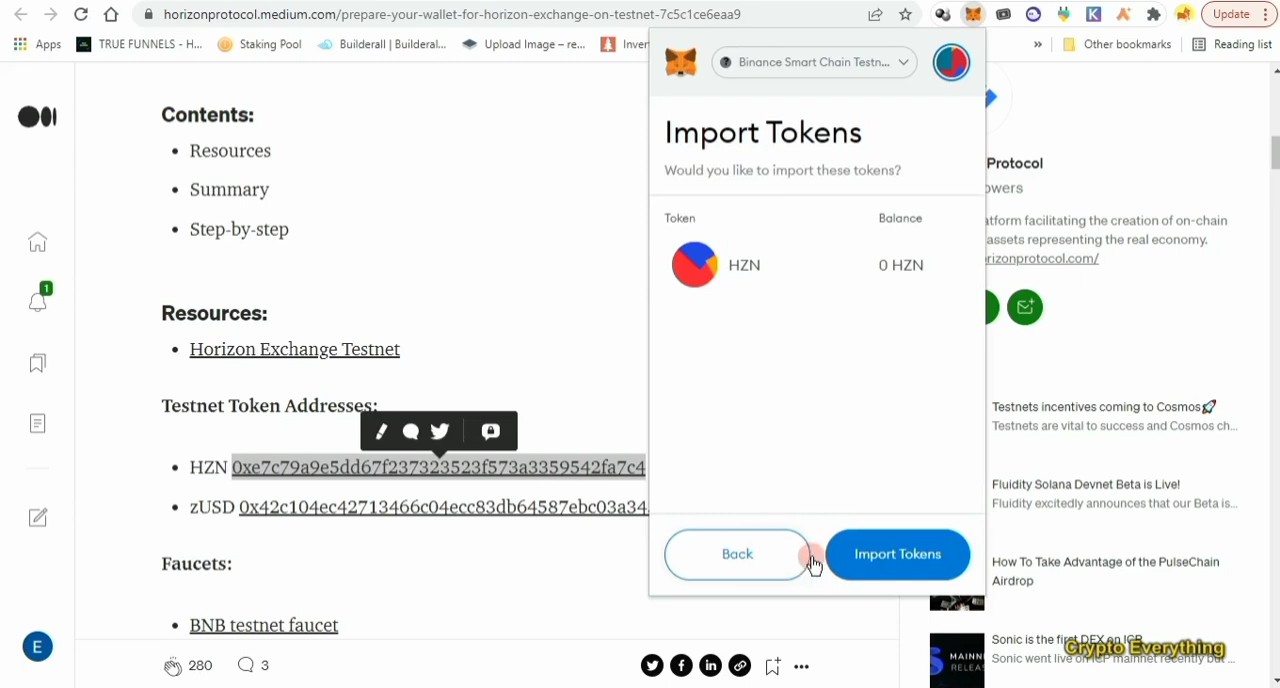 horizonprotocol.medium.com/prepare-your-wallet-for-horizon-exchange-on-testnet-7c5c1ce6eaa9
Update
Apps
TRUE FUNNELS - H...
Staking Pool
Builderall | Builderal...
Upload Image – re...
Inver
»
Other bookmarks
Reading list
Binance Smart Chain Testn...
Import Tokens
Would you like to import these tokens?
Token
Balance
HZN
0 HZN
Back
Import Tokens
Contents:
• Resources
• Summary
• Step-by-step
Resources:
• Horizon Exchange Testnet
Testnet Token Addresses:
• HZN 0xe7c79a9e5dd67f237323523f573a3359542fa7c4
• zUSD 0x42c104ec42713466c04ecc83db64587ebc03a34
Faucets:
• BNB testnet faucet
1
E
280
3
Protocol
owers
atform facilitating the creation of on-chain
assets representing the real economy.
rizonprotocol.com/
Testnets incentives coming to Cosmos🚀
Testnets are vital to success and Cosmos ch...
Fluidity Solana Devnet Beta is Live!
Fluidity excitedly announces that our Beta is...
How To Take Advantage of the PulseChain
Airdrop
Sonic is the first DEX on ICP
Sonic went live on ICP mainnet recently but ...
MAINN
RELEA
Crypto Everything